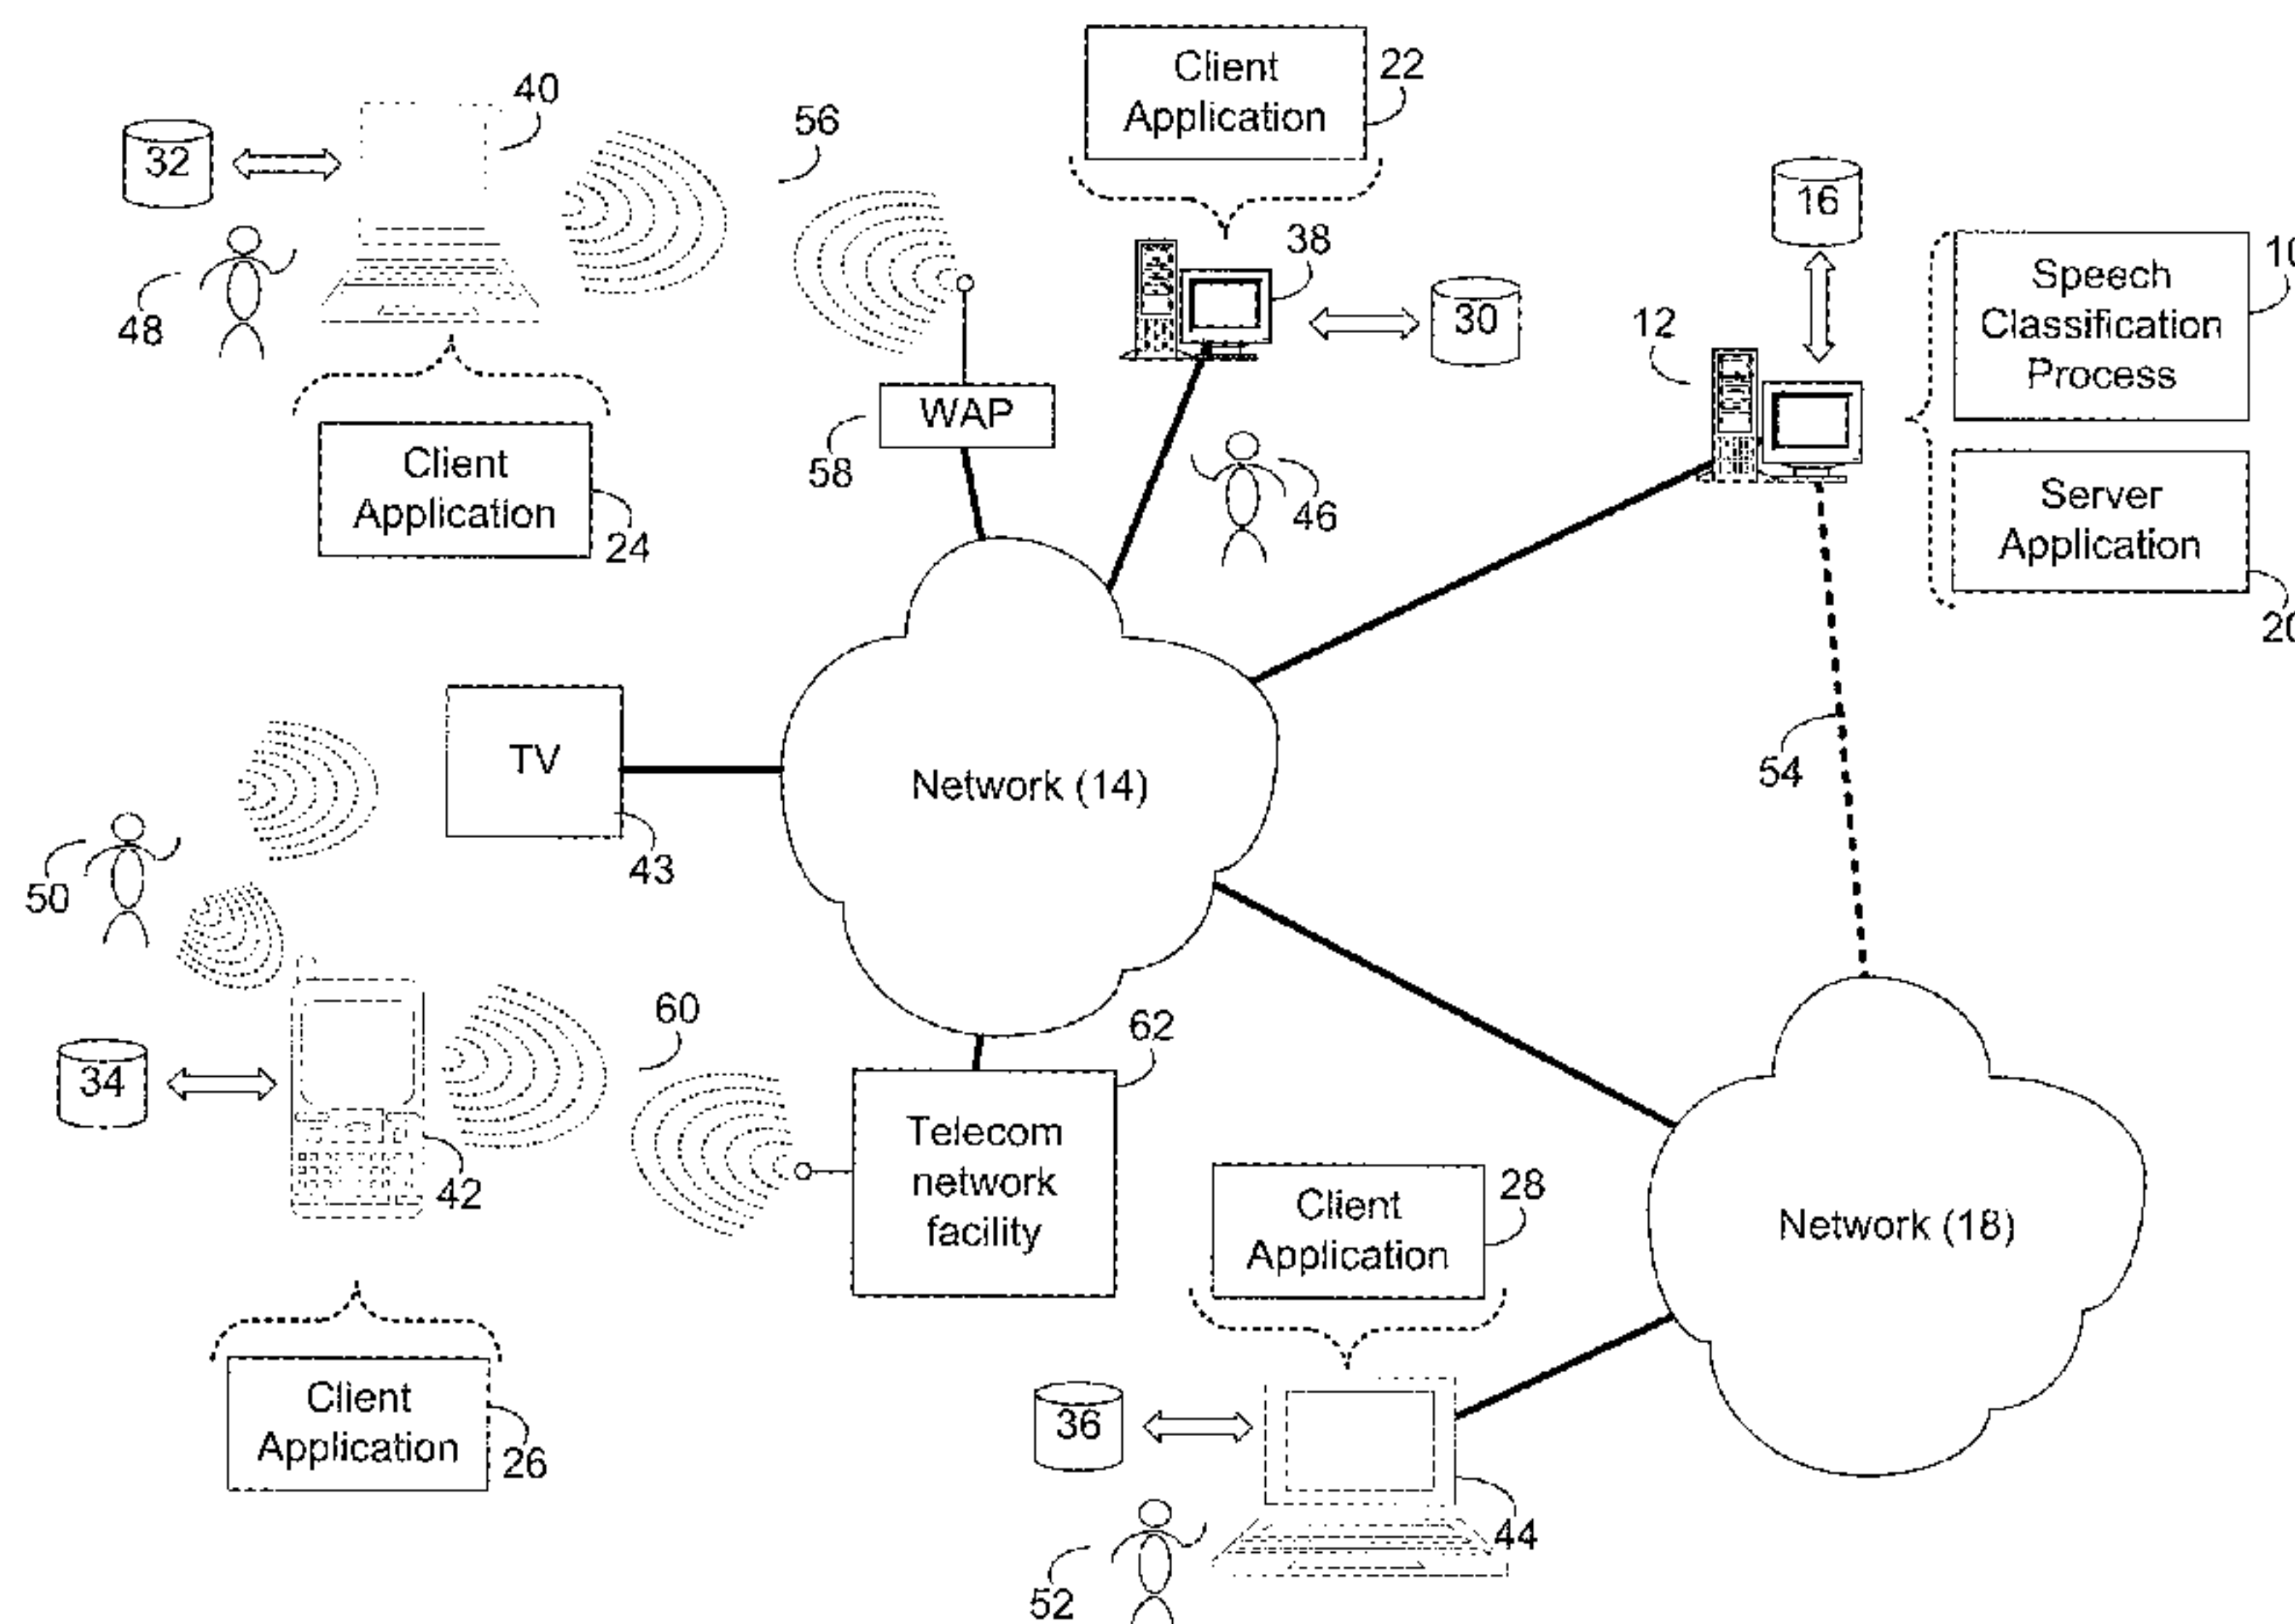 Client
Application
22
40
56
32
16
38
30
Speech
Classification
Process
10
12
48
WAP
58
Client
Application
24
46
Server
Application
20
TV
43
Network (14)
54
50
60
62
34
42
Telecom
network
facility
Client
Application
28
Network (18)
Client
Application
26
36
44
52